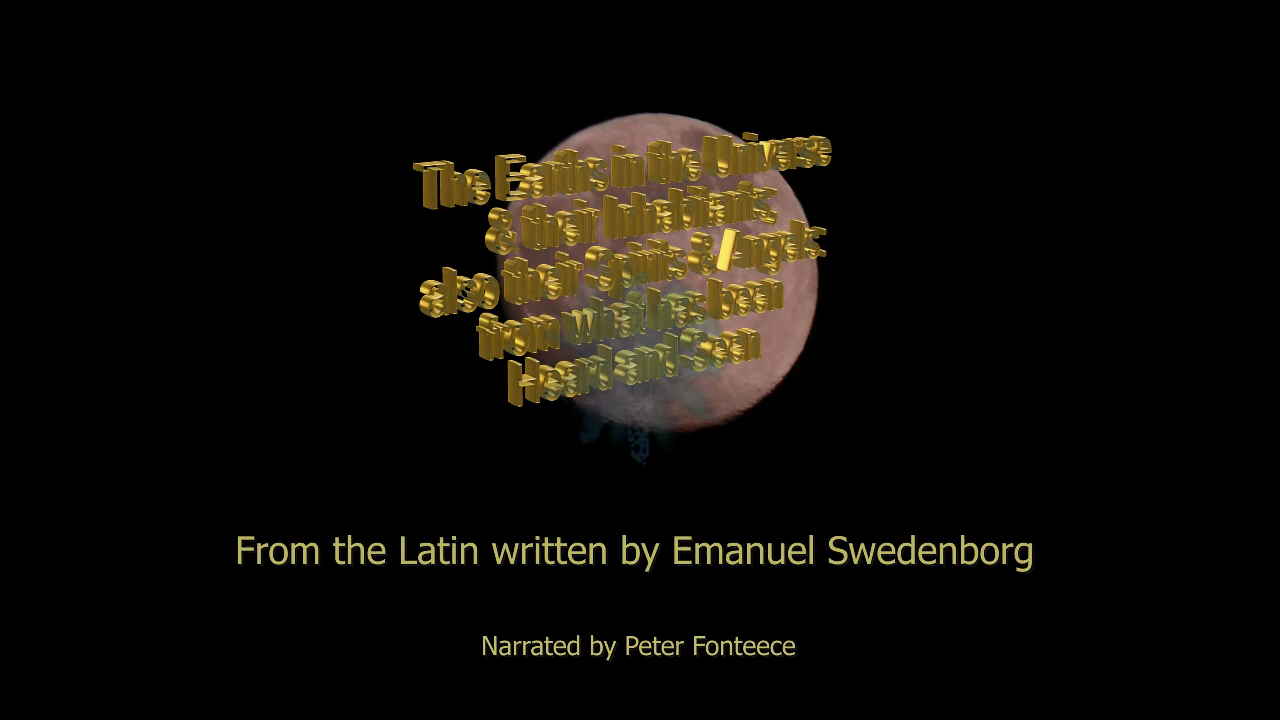 The Earths in the Universe
& their Inhabitants
also their Spirits & Angels
from what has been
Heard and Seen
From the Latin written by Emanuel Swedenborg
Narrated by Peter Fonteece